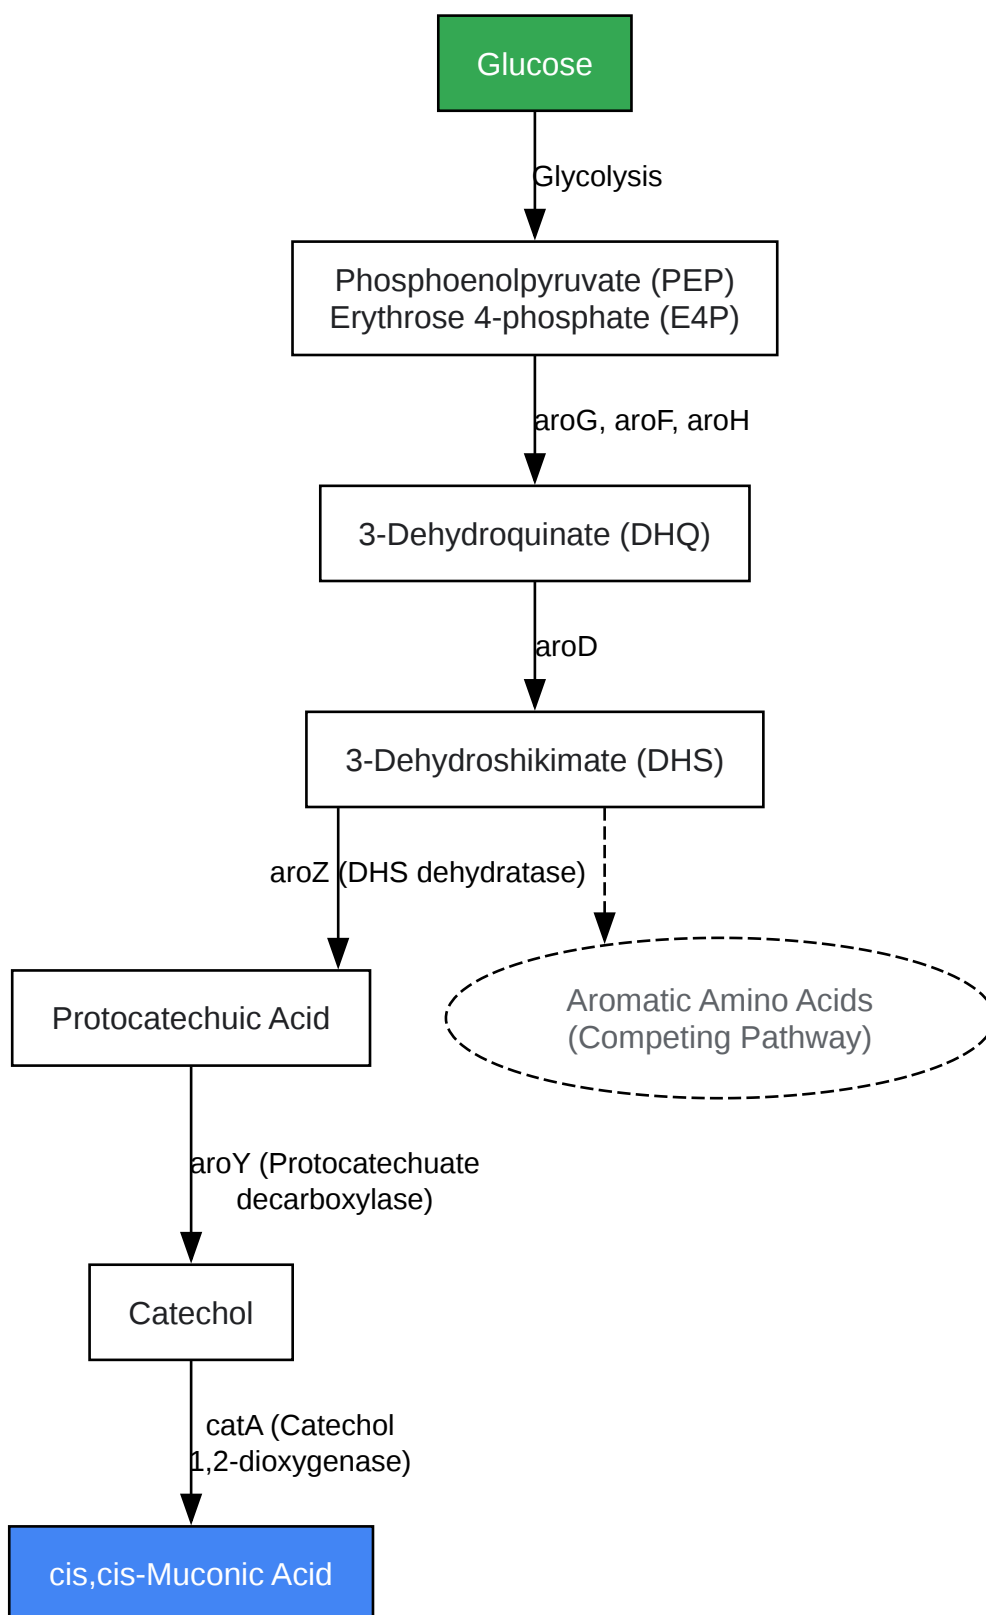 Glucose
Glycolysis
Phosphoenolpyruvate (PEP)
Erythrose 4-phosphate (E4P)
aroG, aroF, aroH
3-Dehydroquinate (DHQ)
aroD
3-Dehydroshikimate (DHS)
aroZ (DHS dehydratase)
Protocatechuic Acid
Aromatic Amino Acids
(Competing Pathway)
aroY (Protocatechuate
decarboxylase)
Catechol
catA (Catechol
1,2-dioxygenase)
cis,cis-Muconic Acid